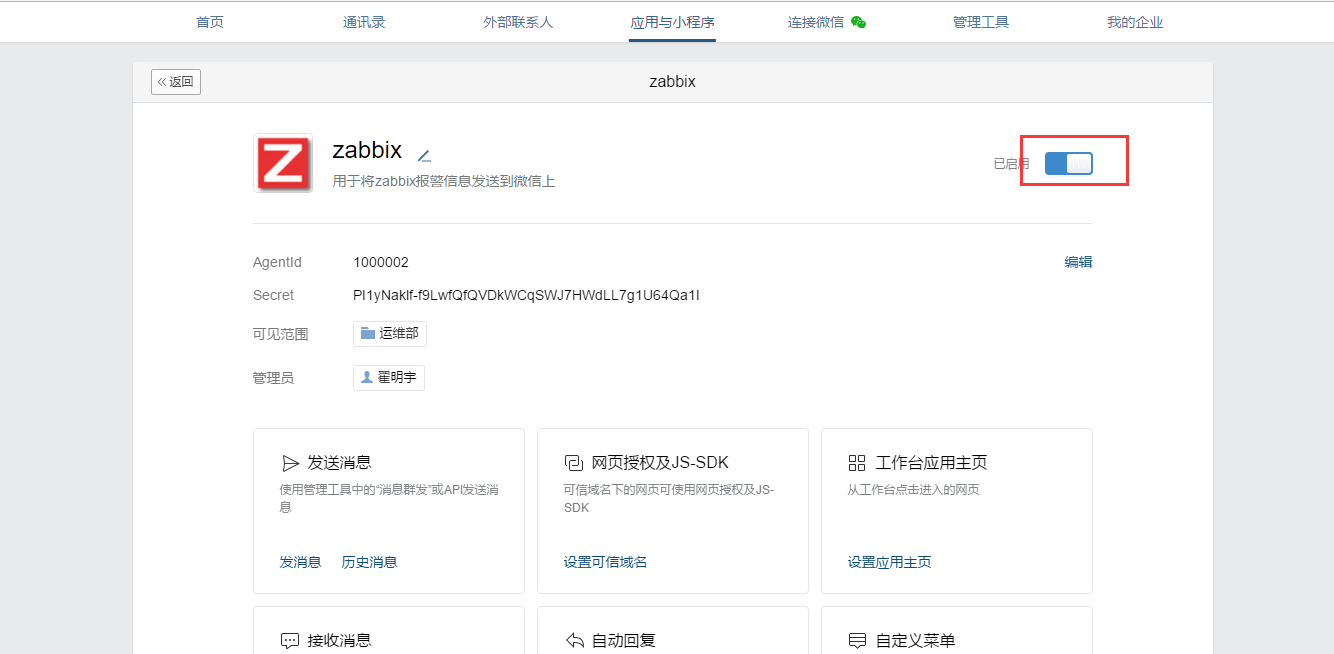 首页 通讯录 外部联系人 应用与小程序 连接微信 管理工具 我的企业
返回 zabbix
Z
zabbix
已启用
用于将zabbix报警信息发送到微信上
AgentId 1000002 编辑
Secret PI1yNakIf-f9LwfQfQVDkWCqSWJ7HWdLL7g1U64Qa1I
可见范围 运维部
管理员 翟明宇
发送消息
使用管理工具中的“消息群发”或API发送消
息
发消息 历史消息
网页授权及JS-SDK
可信域名下的网页可使用网页授权及JS-
SDK
设置可信域名
工作台应用主页
从工作台点击进入的网页
设置应用主页
接收消息
自动回复
自定义菜单